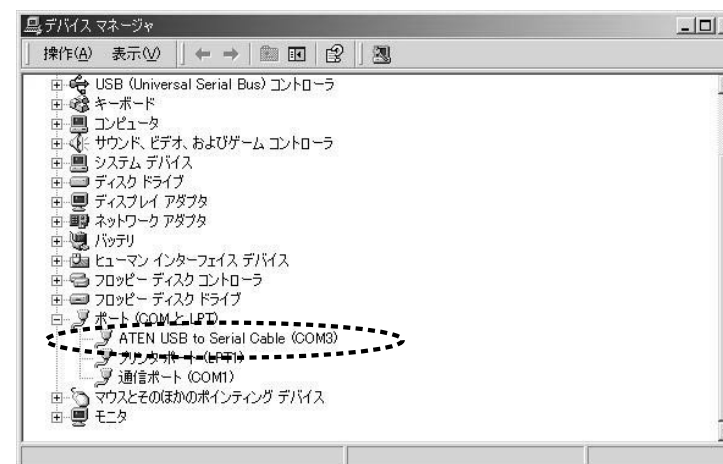 デバイス マネージャ
操作(A) 表示(V)
USB (Universal Serial Bus) コントローラ
キーボード
コンピュータ
サウンド、ビデオ、およびゲーム コントローラ
システム デバイス
ディスク ドライブ
ディスプレイ アダプタ
ネットワーク アダプタ
バッテリ
ヒューマン インターフェイス デバイス
フロッピー ディスク コントローラ
フロッピー ディスク ドライブ
ポート (COM と LPT)
ATEN USB to Serial Cable (COM3)
プリンタ ポート (LPT1)
通信ポート (COM1)
マウスとそのほかのポインティング デバイス
モニタ